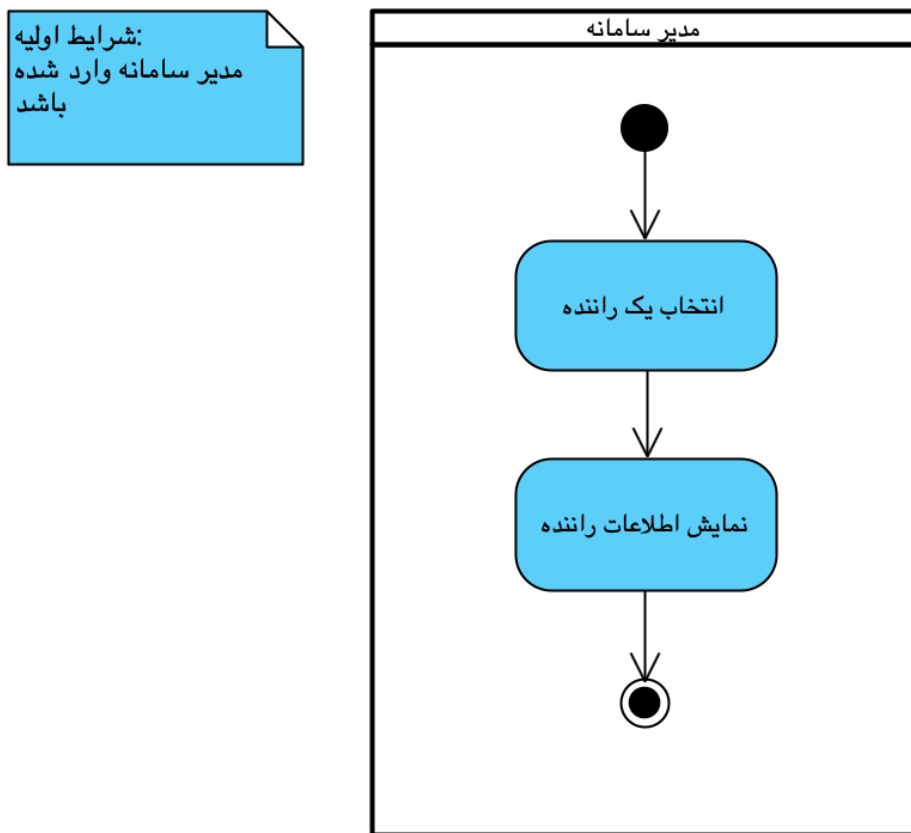 شرایط اولیه:
مدیر سامانه وارد شده
باشد
مدیر سامانه
انتخاب یک راننده
نمایش اطلاعات راننده